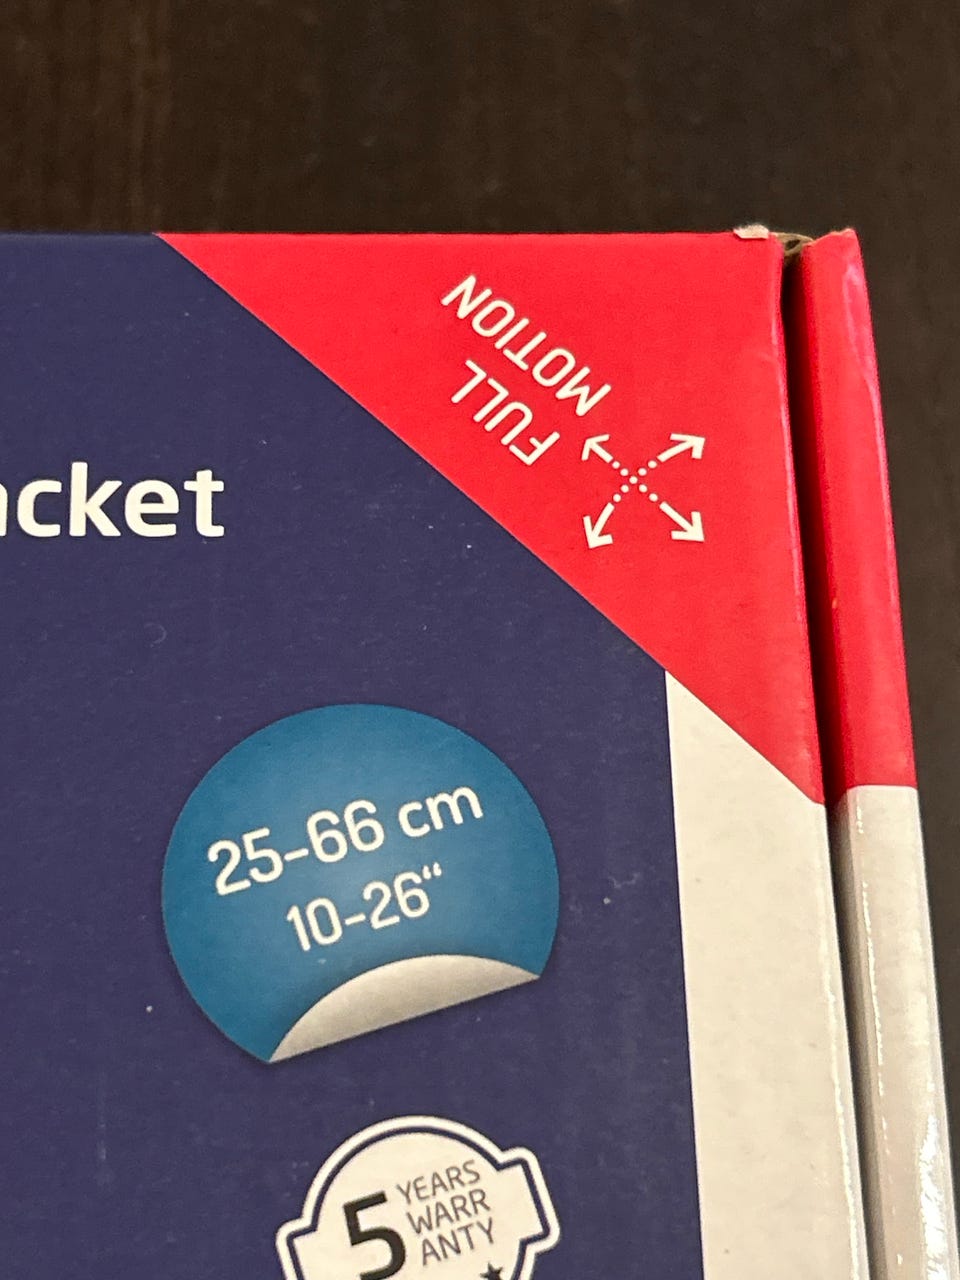 FULL
MOTION
acket
25-66 cm
10-26“
5 YEARS
WARR
ANTY